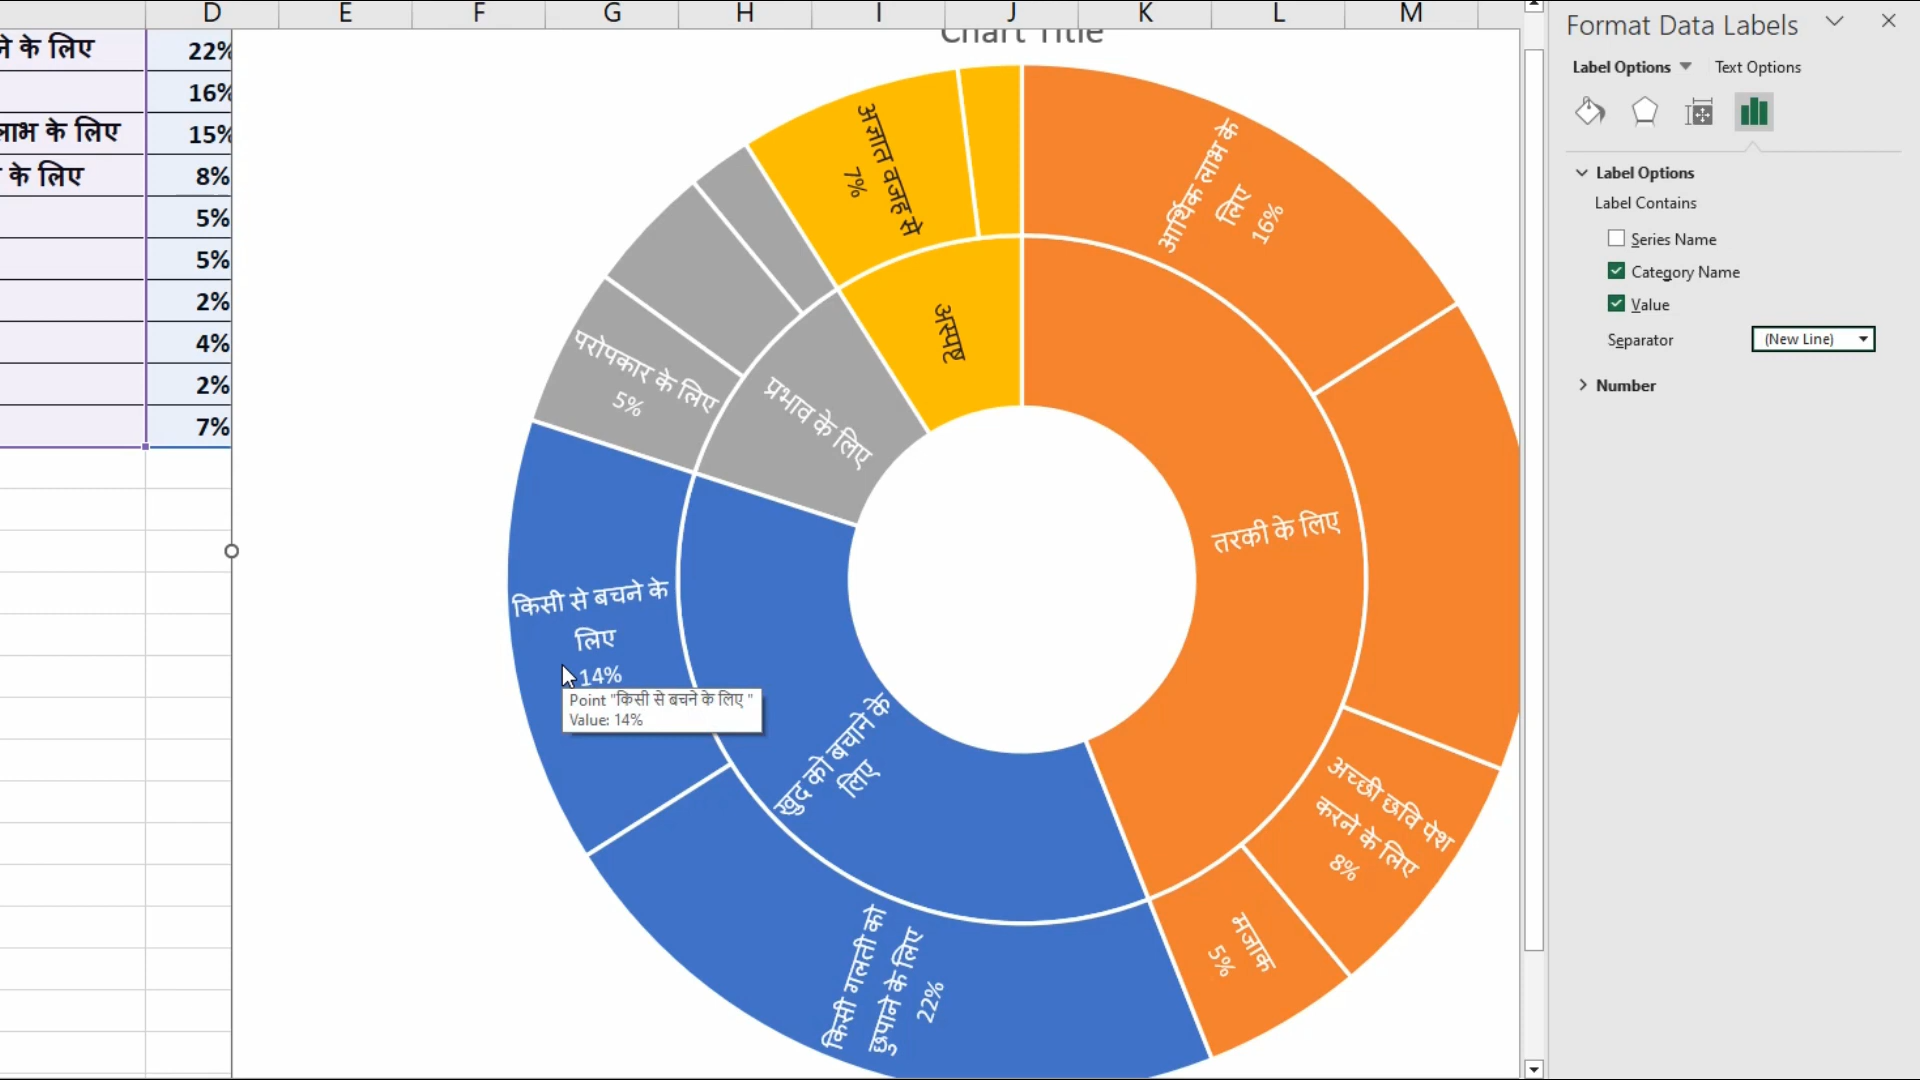 D E F G H I J K L M
ने के लिए 22%
16%
लाभ के लिए 15%
के लिए 8%
5%
5%
2%
4%
2%
7%
Chart Title
अज्ञात वजह से
7%
आर्थिक लाभ के
लिए
16%
अस्पष्ट
परोपकार के लिए
5%
प्रभाव के लिए
तरकी के लिए
किसी से बचने के
लिए
14%
Point "किसी से बचने के लिए "
Value: 14%
खुद को बचाने के
लिए
अच्छी छवि पेश
करने के लिए
8%
मजाक
5%
किसी गलती को
छुपाने के लिए
22%
Format Data Labels
Label Options Text Options
Label Options
Label Contains
Series Name
Category Name
Value
Separator (New Line)
Number